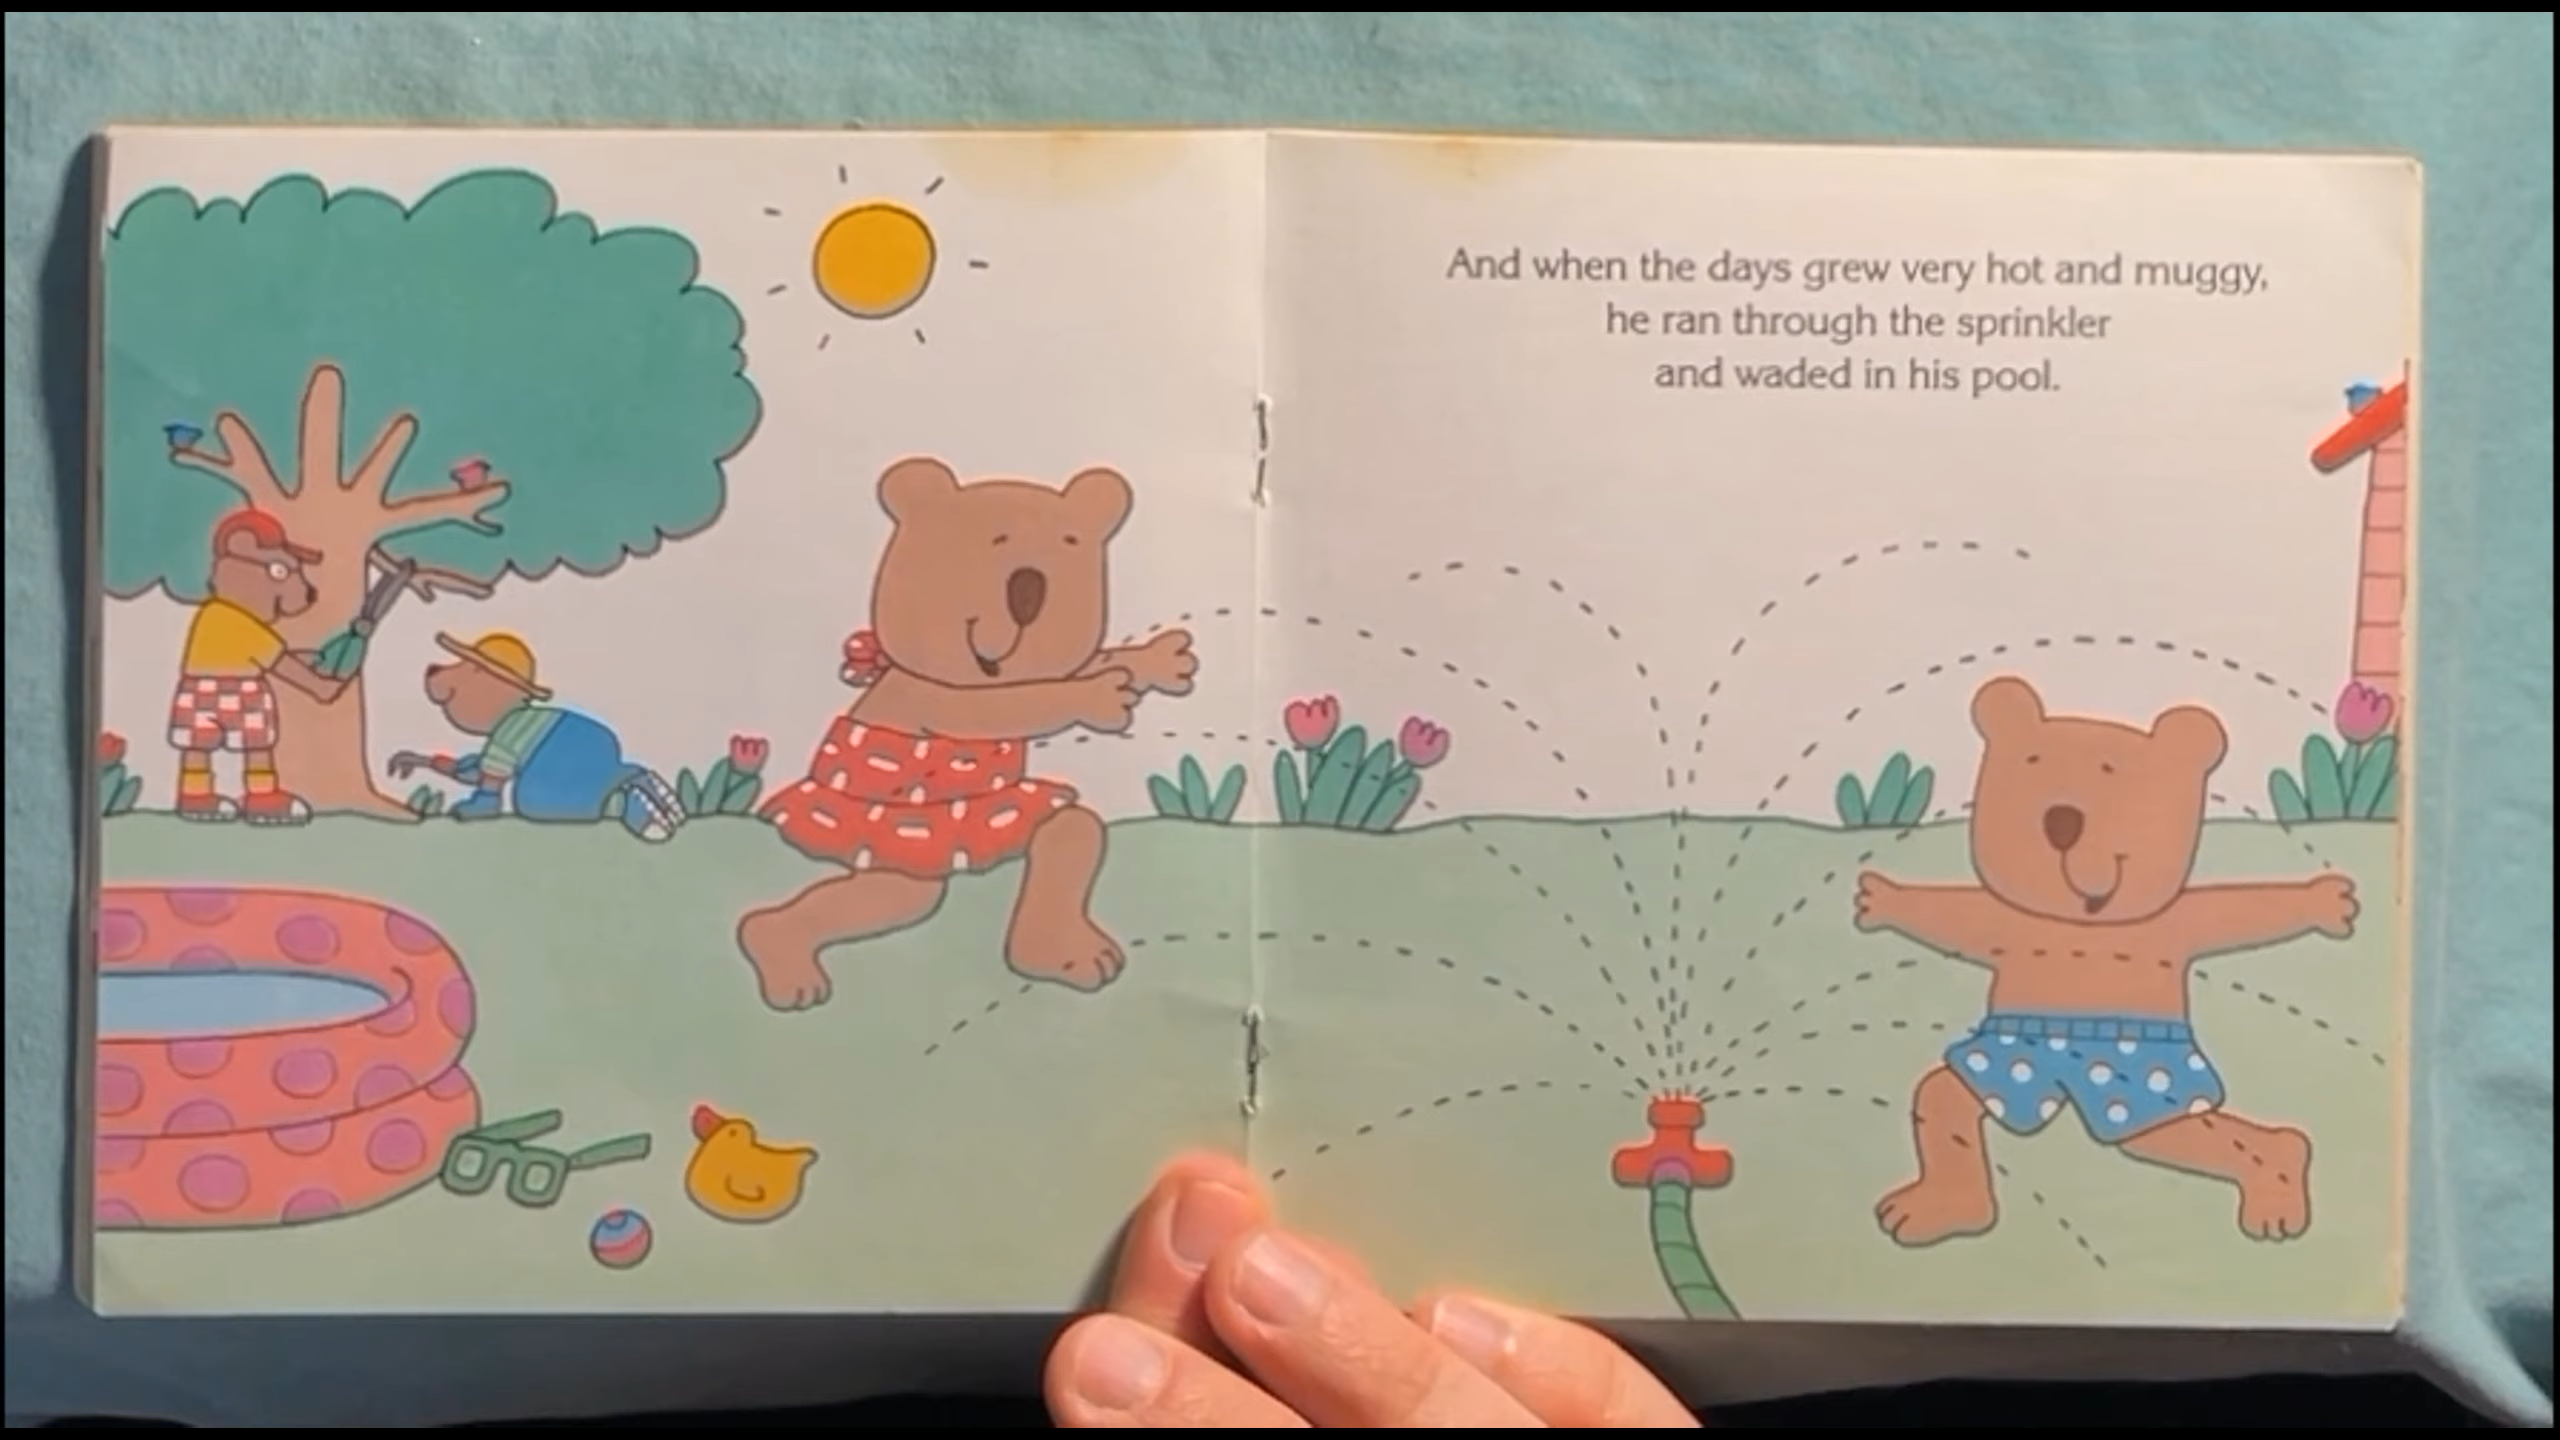 And when the days grew very hot and muggy,
he ran through the sprinkler
and waded in his pool.